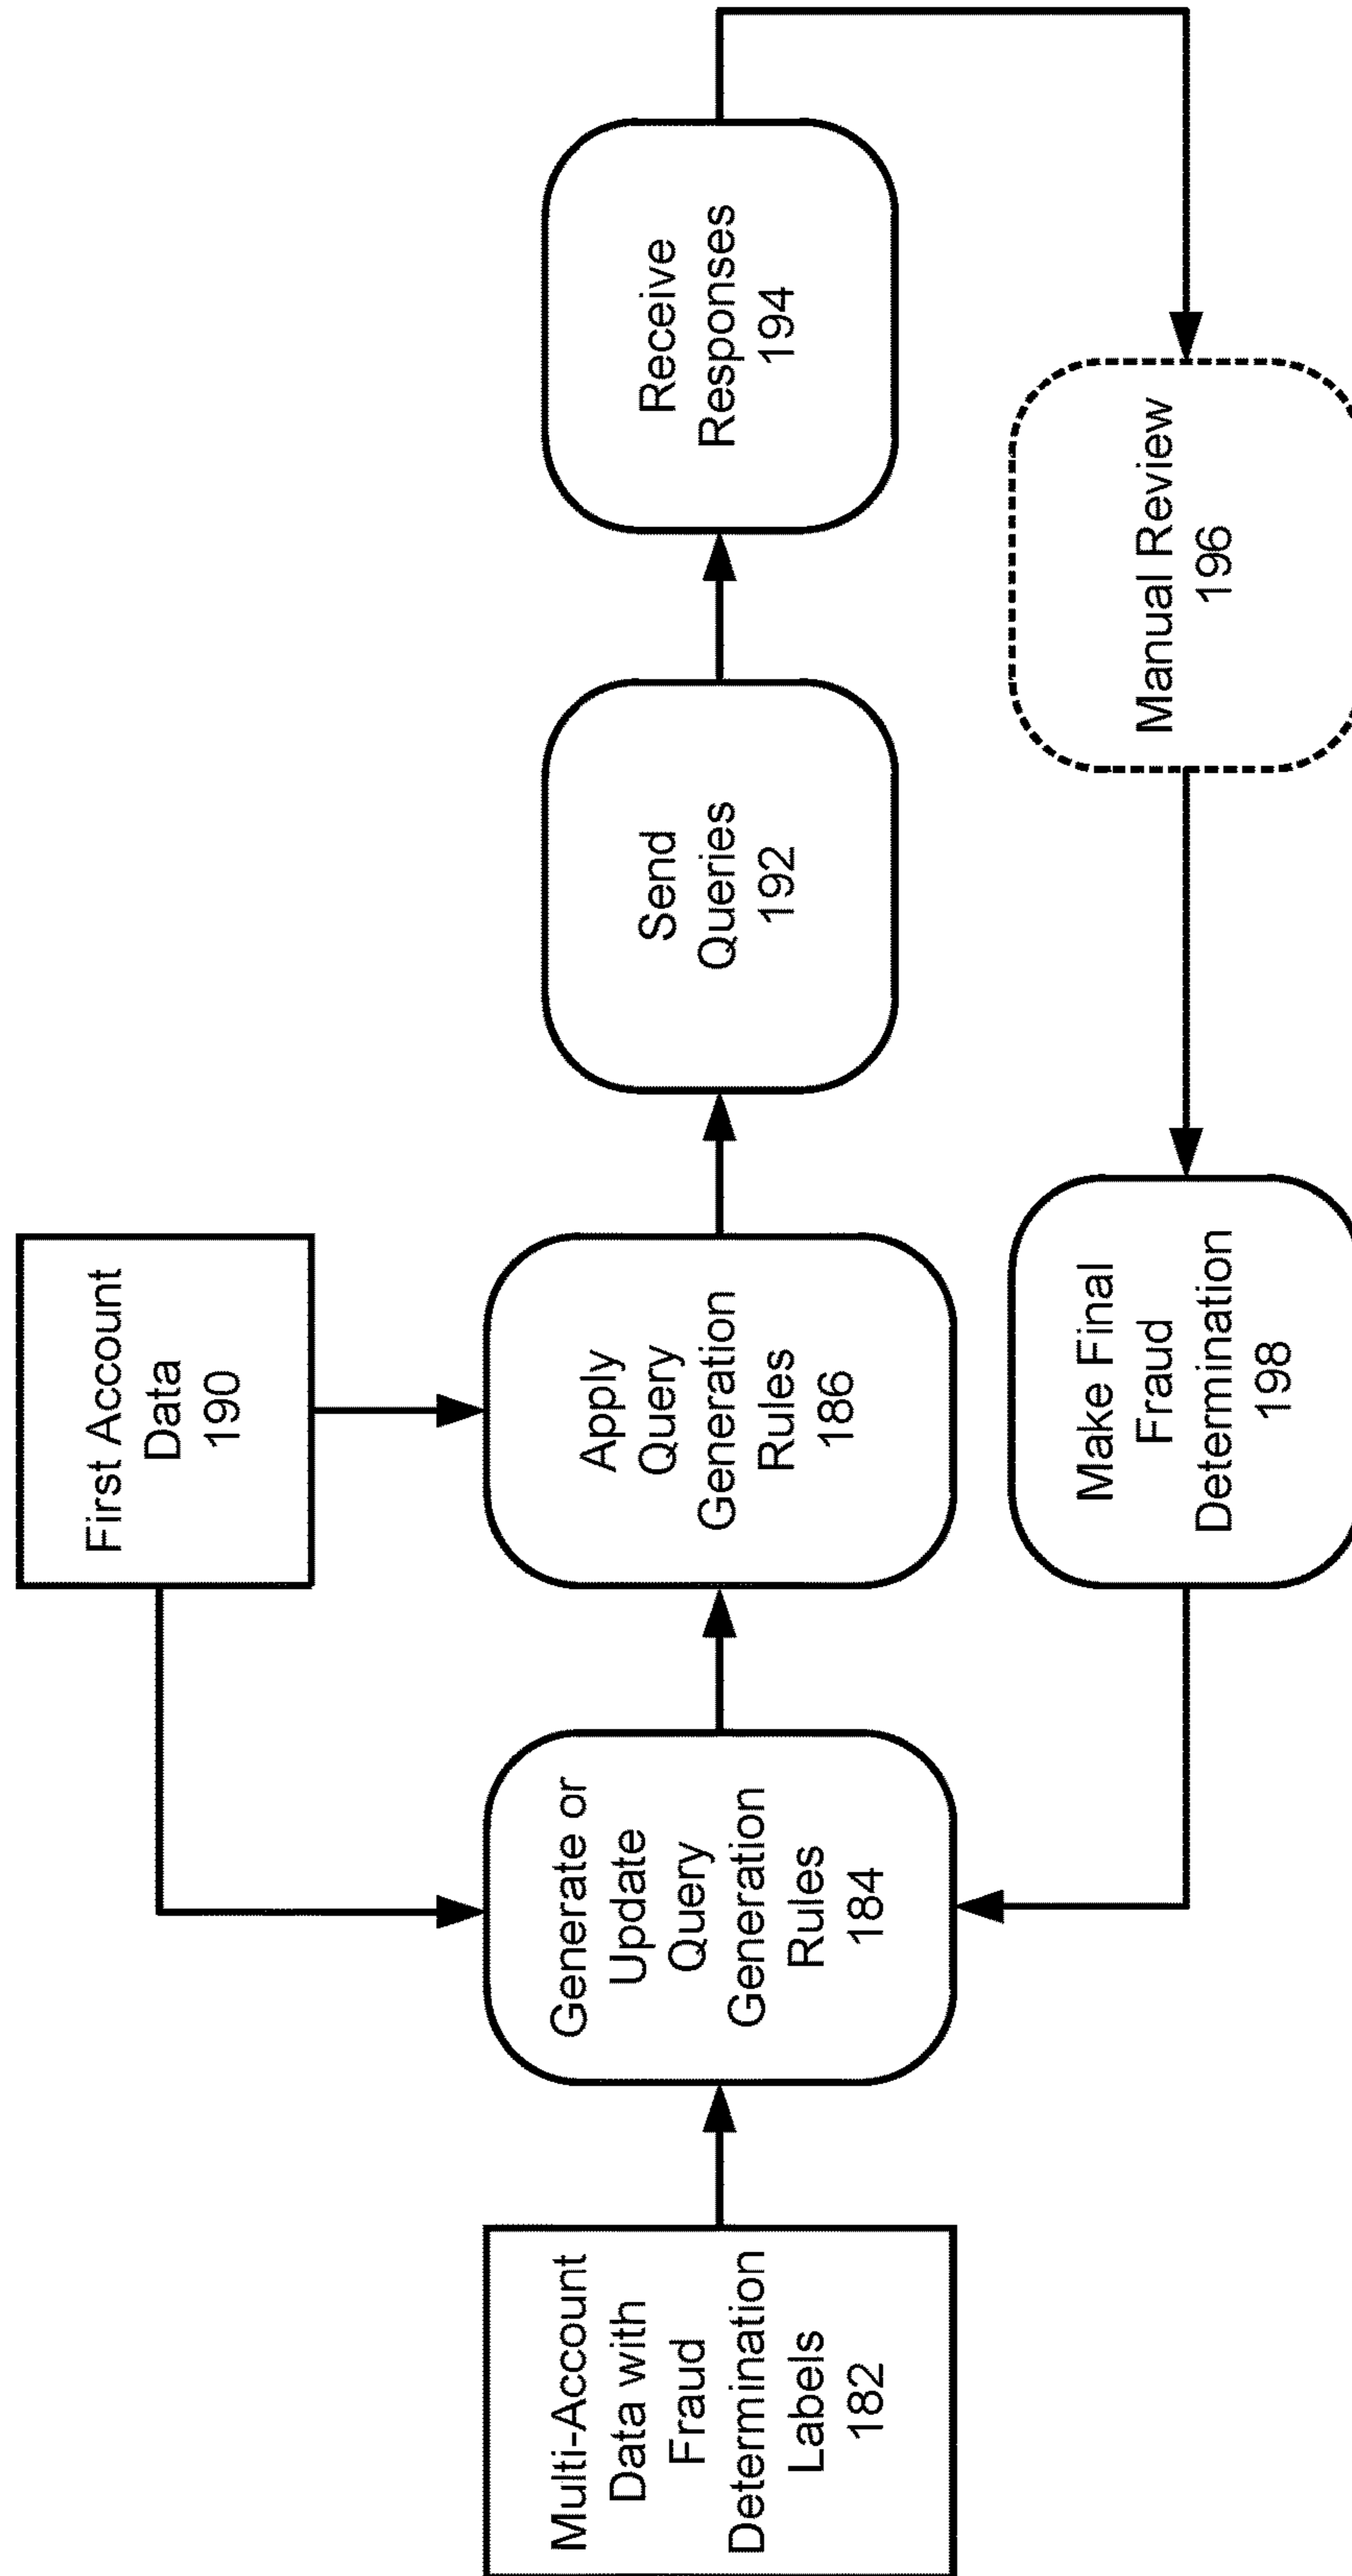 First Account
Data
190
Multi-Account
Data with
Fraud
Determination
Labels
182
Generate or
Update
Query
Generation
Rules
184
Apply
Query
Generation
Rules
186
Send
Queries
192
Receive
Responses
194
Make Final
Fraud
Determination
198
Manual Review
196